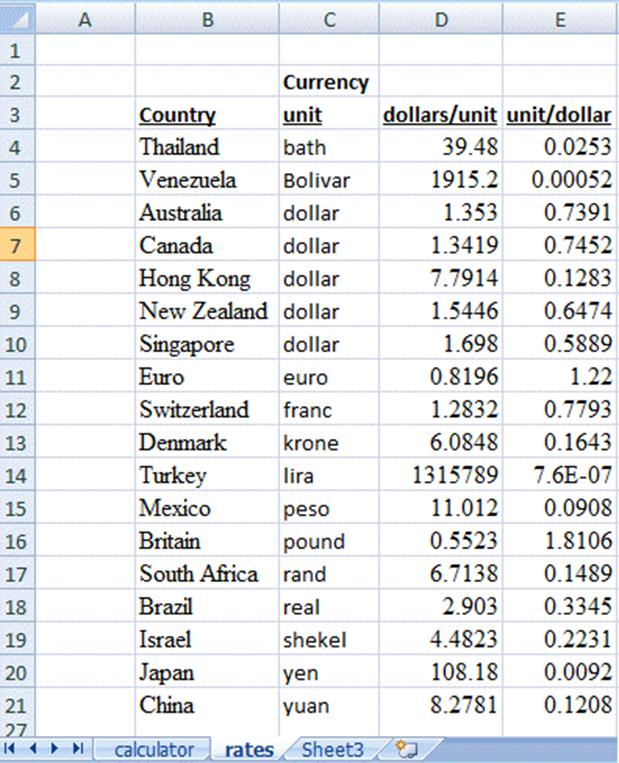 A B C D E
1
2 Currency
3 Country unit dollars/unit unit/dollar
4 Thailand bath 39.48 0.0253
5 Venezuela Bolivar 1915.2 0.00052
6 Australia dollar 1.353 0.7391
7 Canada dollar 1.3419 0.7452
8 Hong Kong dollar 7.7914 0.1283
9 New Zealand dollar 1.5446 0.6474
10 Singapore dollar 1.698 0.5889
11 Euro euro 0.8196 1.22
12 Switzerland franc 1.2832 0.7793
13 Denmark krone 6.0848 0.1643
14 Turkey lira 1315789 7.6E-07
15 Mexico peso 11.012 0.0908
16 Britain pound 0.5523 1.8106
17 South Africa rand 6.7138 0.1489
18 Brazil real 2.903 0.3345
19 Israel shekel 4.4823 0.2231
20 Japan yen 108.18 0.0092
21 China yuan 8.2781 0.1208
27
calculator rates Sheet3